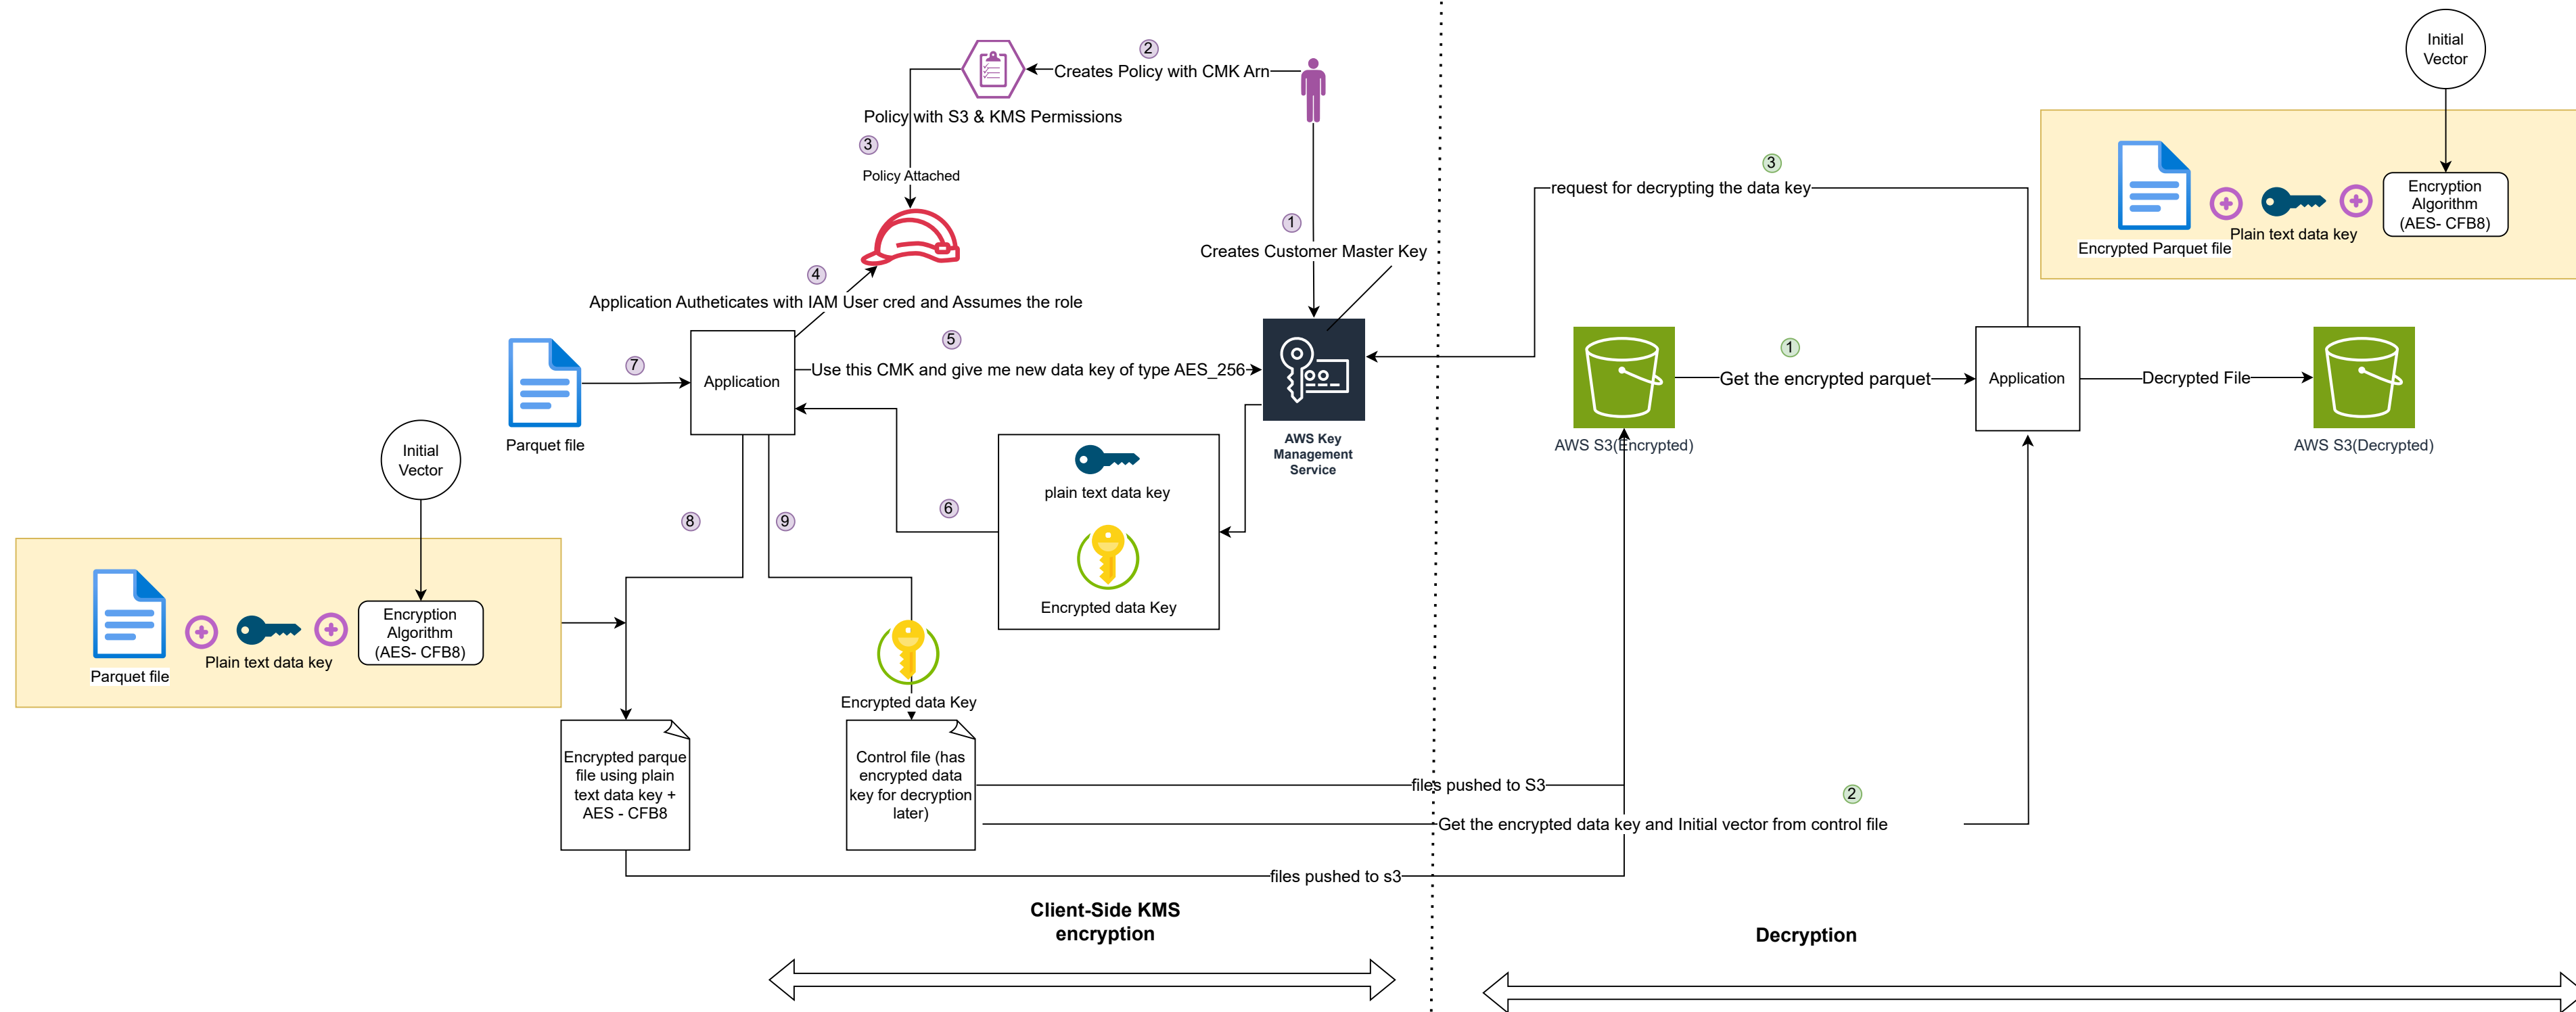 2
Creates Policy with CMK Arn
Policy with S3 & KMS Permissions
3
Policy Attached
1
Creates Customer Master Key
4
Application Autheticates with IAM User cred and Assumes the role
5
Use this CMK and give me new data key of type AES_256
7
Application
Parquet file
AWS Key
Management
Service
Initial
Vector
plain text data key
6
8
9
Encrypted data Key
Encryption
Algorithm
(AES- CFB8)
Plain text data key
Parquet file
Encrypted data Key
Encrypted parque
file using plain
text data key +
AES - CFB8
Control file (has
encrypted data
key for decryption
later)
files pushed to S3
2
Get the encrypted data key and Initial vector from control file
files pushed to s3
Client-Side KMS
encryption
Initial
Vector
3
request for decrypting the data key
Encryption
Algorithm
(AES- CFB8)
Plain text data key
Encrypted Parquet file
1
Get the encrypted parquet
Application
Decrypted File
AWS S3(Encrypted)
AWS S3(Decrypted)
Decryption